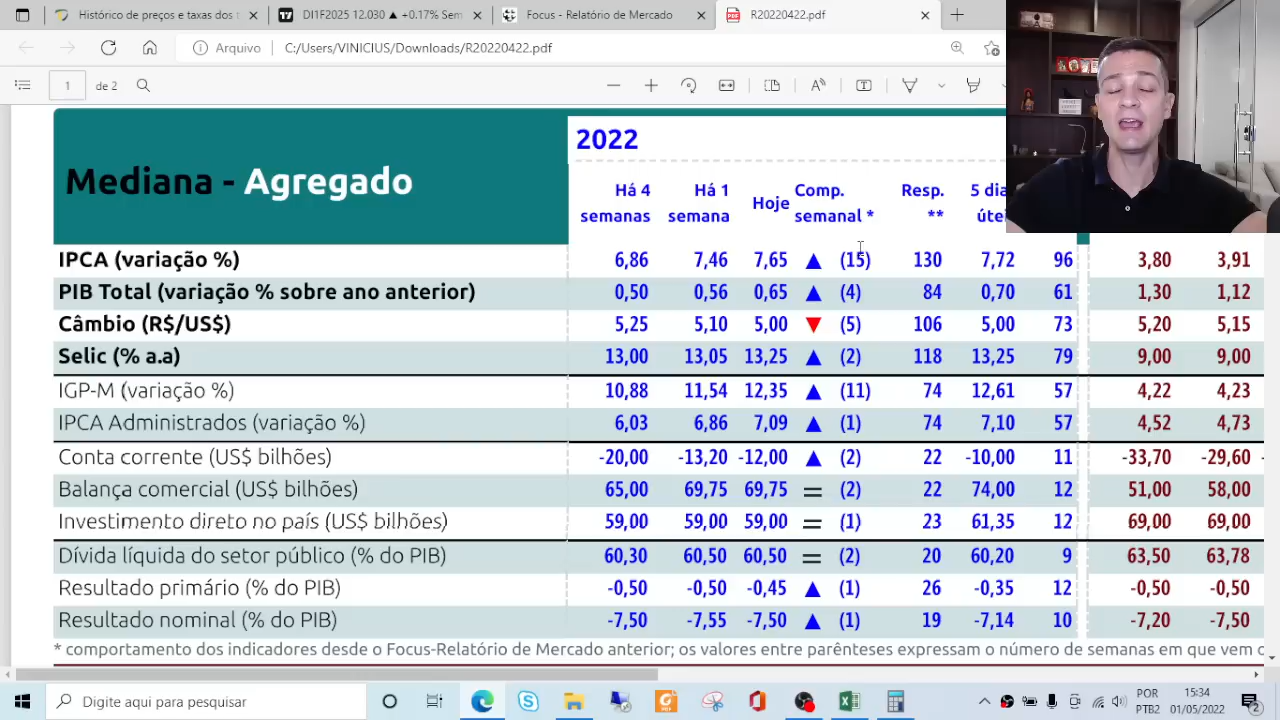 Histórico de preços e taxas | T
DI1F2025 12.030 ▲ +0.17% Sem
Focus - Relatório de Mercado
R20220422.pdf
Arquivo | C:/Users/VINICIUS/Downloads/R20220422.pdf
1 de 2
Mediana - Agregado
2022
Há 4 semanas
Há 1 semana
Hoje
Comp. semanal *
Resp. **
5 dia
útei
IPCA (variação %) 6,86 7,46 7,65 ▲ (15) 130 7,72 96 3,80 3,91
PIB Total (variação % sobre ano anterior) 0,50 0,56 0,65 ▲ (4) 84 0,70 61 1,30 1,12
Câmbio (R$/US$) 5,25 5,10 5,00 ▼ (5) 106 5,00 73 5,20 5,15
Selic (% a.a) 13,00 13,05 13,25 ▲ (2) 118 13,25 79 9,00 9,00
IGP-M (variação %) 10,88 11,54 12,35 ▲ (11) 74 12,61 57 4,22 4,23
IPCA Administrados (variação %) 6,03 6,86 7,09 ▲ (1) 74 7,10 57 4,52 4,73
Conta corrente (US$ bilhões) -20,00 -13,20 -12,00 ▲ (2) 22 -10,00 11 -33,70 -29,60
Balança comercial (US$ bilhões) 65,00 69,75 69,75 = (2) 22 74,00 12 51,00 58,00
Investimento direto no país (US$ bilhões) 59,00 59,00 59,00 = (1) 23 61,35 12 69,00 69,00
Dívida líquida do setor público (% do PIB) 60,30 60,50 60,50 = (2) 20 60,20 9 63,50 63,78
Resultado primário (% do PIB) -0,50 -0,50 -0,45 ▲ (1) 26 -0,35 12 -0,50 -0,50
Resultado nominal (% do PIB) -7,50 -7,55 -7,50 ▲ (1) 19 -7,14 10 -7,20 -7,50
* comportamento dos indicadores desde o Focus-Relatório de Mercado anterior; os valores entre parênteses expressam o número de semanas em que vem o
Digite aqui para pesquisar
POR
PTB2
15:34
01/05/2022
2